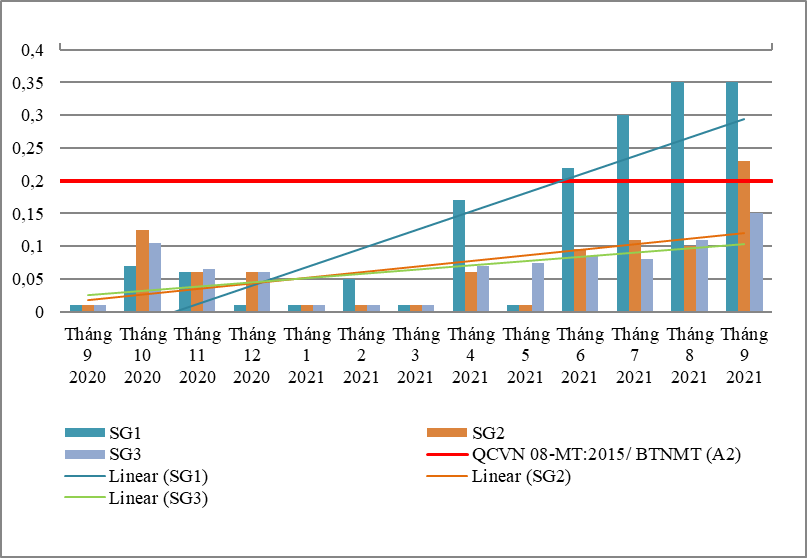 0,4
0,35
0,3
0,25
0,2
0,15
0,1
0,05
0
Tháng 9 2020
Tháng 10 2020
Tháng 11 2020
Tháng 12 2020
Tháng 1 2021
Tháng 2 2021
Tháng 3 2021
Tháng 4 2021
Tháng 5 2021
Tháng 6 2021
Tháng 7 2021
Tháng 8 2021
Tháng 9 2021
SG1
SG2
SG3
QCVN 08-MT:2015/ BTNMT (A2)
Linear (SG1)
Linear (SG2)
Linear (SG3)